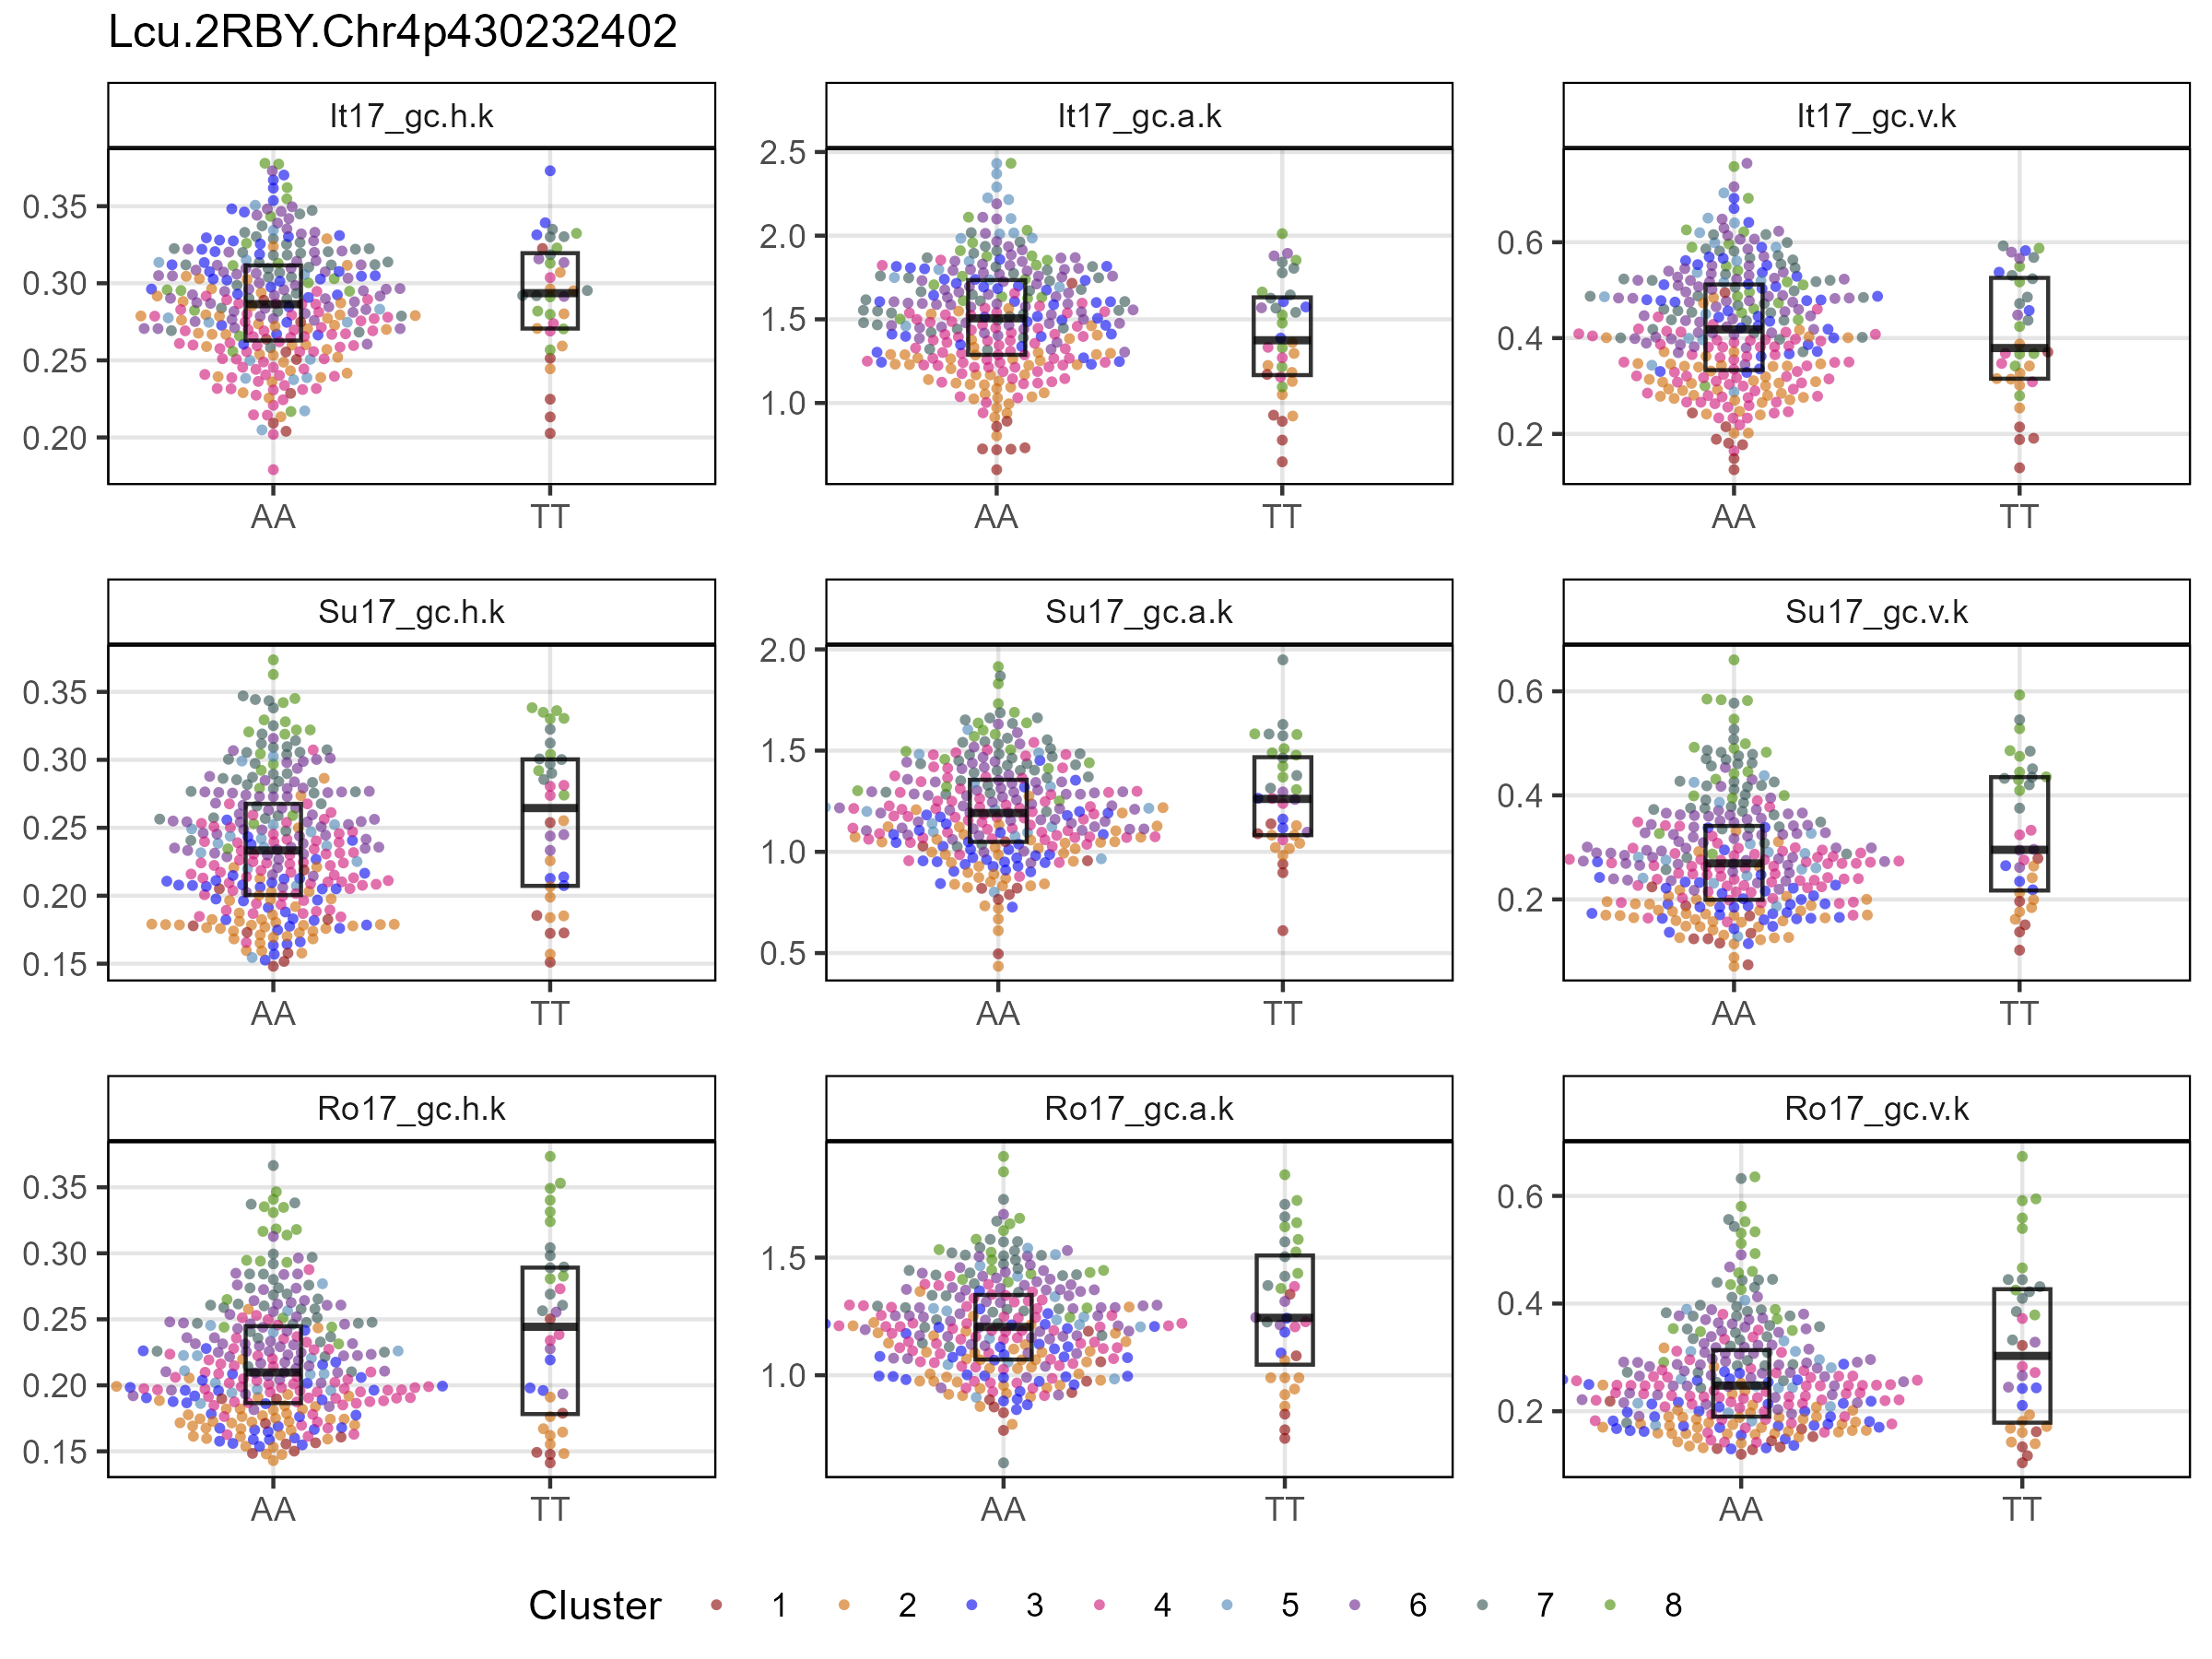 Lcu.2RBY.Chr4p430232402
It17_gc.h.k
It17_gc.a.k
It17_gc.v.k
0.35
0.30
0.25
0.20
AA
TT
2.5
2.0
1.5
1.0
AA
TT
0.6
0.4
0.2
AA
TT
Su17_gc.h.k
Su17_gc.a.k
Su17_gc.v.k
0.35
0.30
0.25
0.20
0.15
AA
TT
2.0
1.5
1.0
0.5
AA
TT
0.6
0.4
0.2
AA
TT
Ro17_gc.h.k
Ro17_gc.a.k
Ro17_gc.v.k
0.35
0.30
0.25
0.20
0.15
AA
TT
1.5
1.0
AA
TT
0.6
0.4
0.2
AA
TT
Cluster 1 2 3 4 5 6 7 8